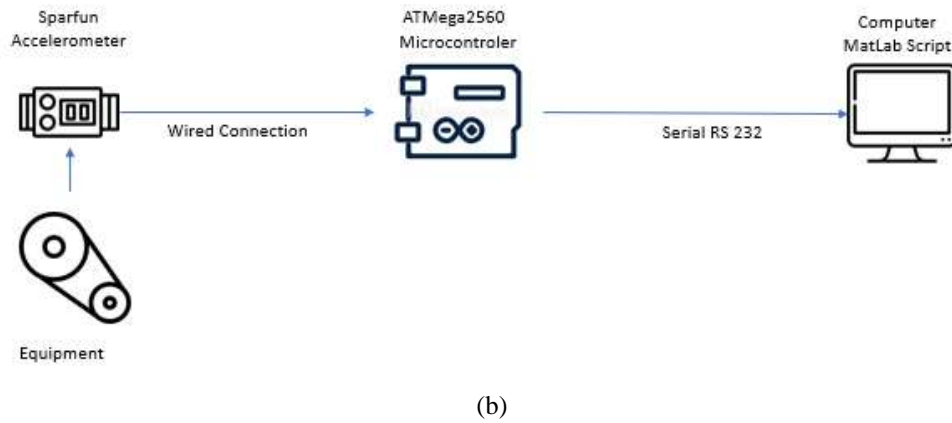 Sparfun
Accelerometer
ATMega2560
Microcontroler
Computer
MatLab Script
Wired Connection
Serial RS 232
Equipment
(b)